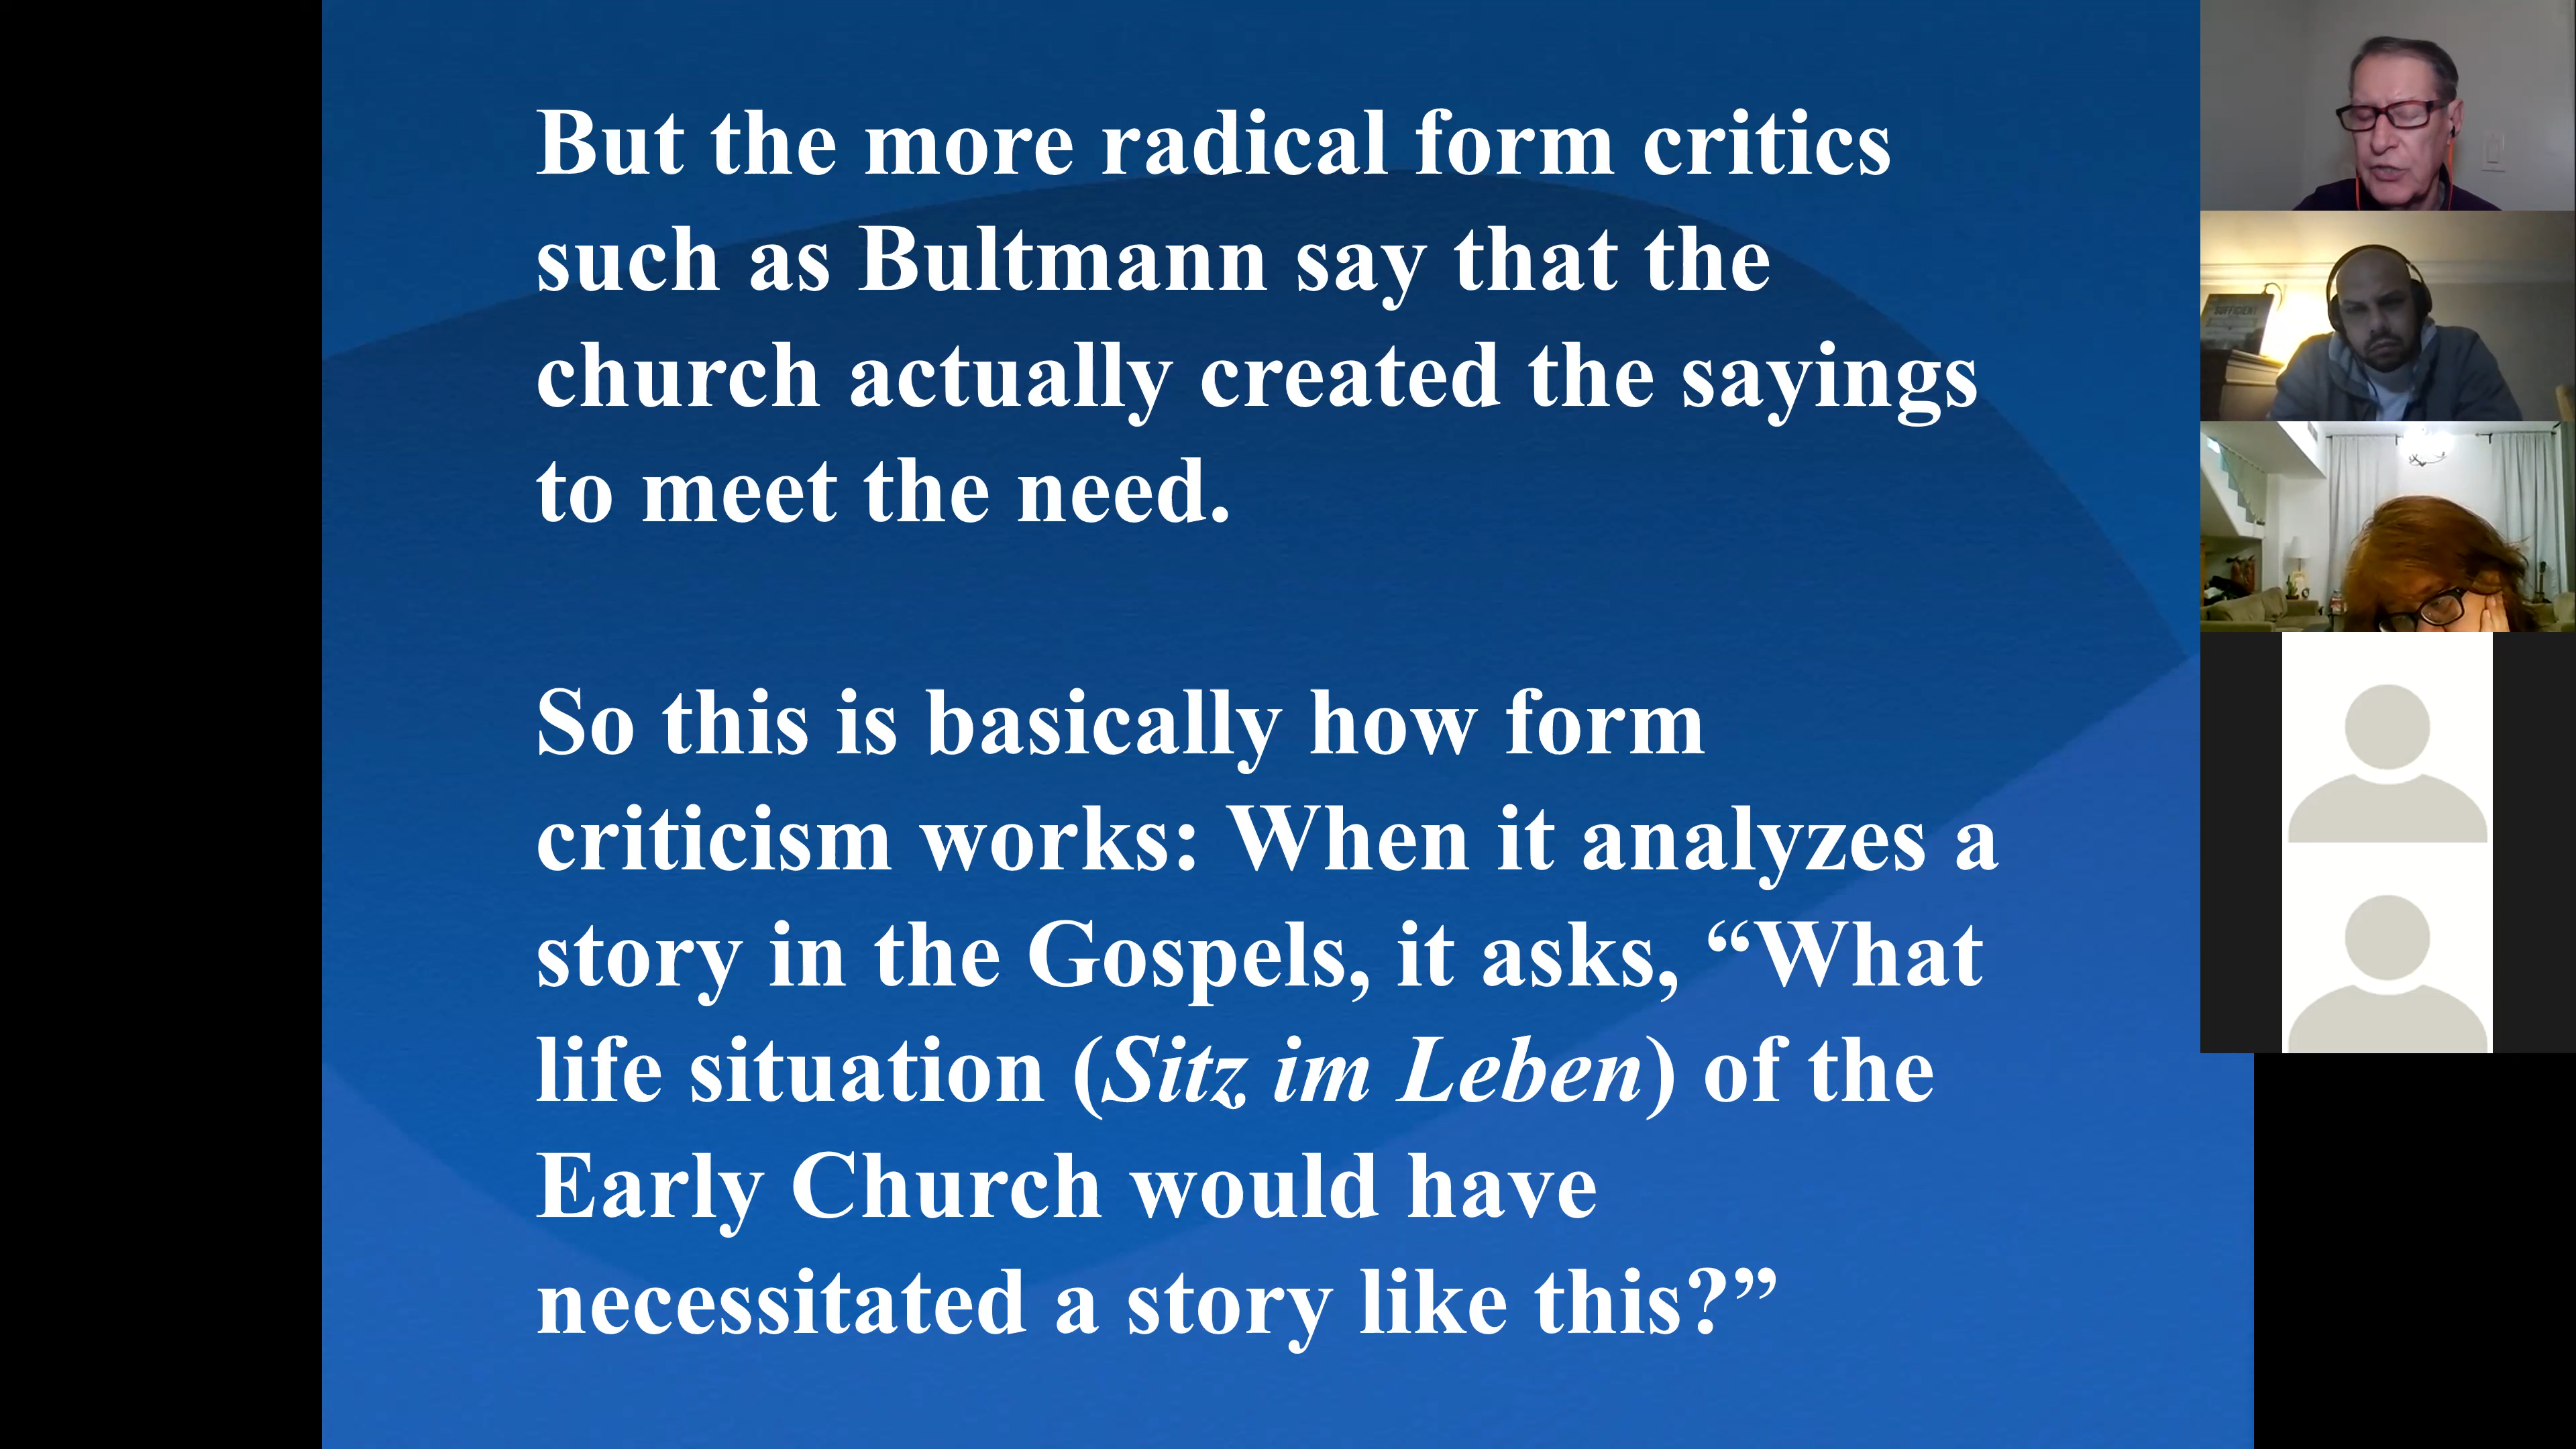 But the more radical form critics
such as Bultmann say that the
church actually created the sayings
to meet the need.
So this is basically how form
criticism works: When it analyzes a
story in the Gospels, it asks, “What
life situation (Sitz im Leben) of the
Early Church would have
necessitated a story like this?”
SUFFICIENT